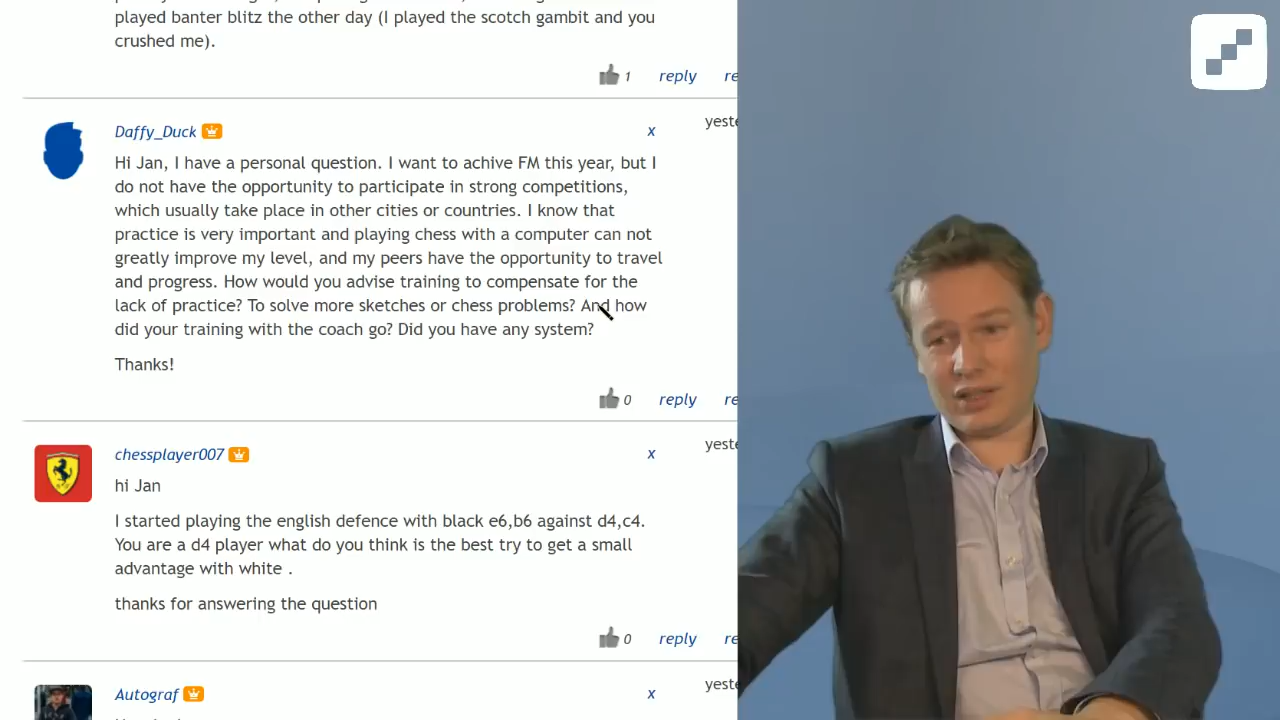 played banter blitz the other day (I played the scotch gambit and you
crushed me).
1 reply re
Daffy_Duck x yeste
Hi Jan, I have a personal question. I want to achive FM this year, but I
do not have the opportunity to participate in strong competitions,
which usually take place in other cities or countries. I know that
practice is very important and playing chess with a computer can not
greatly improve my level, and my peers have the opportunity to travel
and progress. How would you advise training to compensate for the
lack of practice? To solve more sketches or chess problems? And how
did your training with the coach go? Did you have any system?
Thanks!
0 reply re
chessplayer007 x yeste
hi Jan
I started playing the english defence with black e6,b6 against d4,c4.
You are a d4 player what do you think is the best try to get a small
advantage with white .
thanks for answering the question
0 reply re
Autograf x yeste